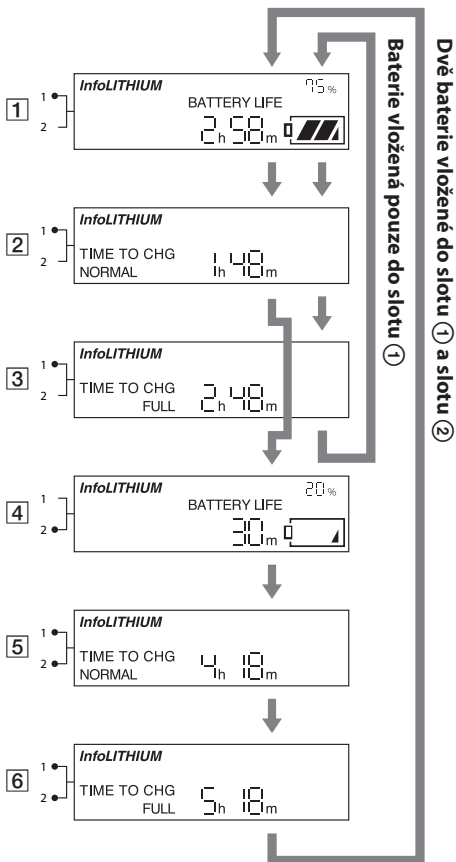 Dvě baterie vložené do slotu ① a slotu ②
Baterie vložená pouze do slotu ①
1
1
2
InfoLITHIUM
75 %
BATTERY LIFE
2h 58m
2
1
2
InfoLITHIUM
TIME TO CHG
NORMAL 1h 48m
3
1
2
InfoLITHIUM
TIME TO CHG
FULL 2h 48m
4
1
2
InfoLITHIUM
20 %
BATTERY LIFE
30m
5
1
2
InfoLITHIUM
TIME TO CHG
NORMAL 4h 18m
6
1
2
InfoLITHIUM
TIME TO CHG
FULL 5h 18m